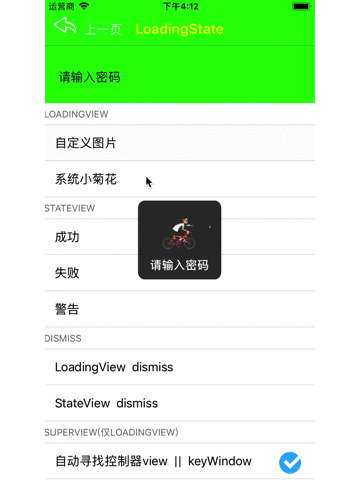 运营商 下午4:12
上一页 LoadingState
请输入密码
LOADINGVIEW
自定义图片
系统小菊花
STATEVIEW
成功
请输入密码
失败
警告
DISMISS
LoadingView dismiss
StateView dismiss
SUPERVIEW(仅LOADINGVIEW)
自动寻找控制器view || keyWindow